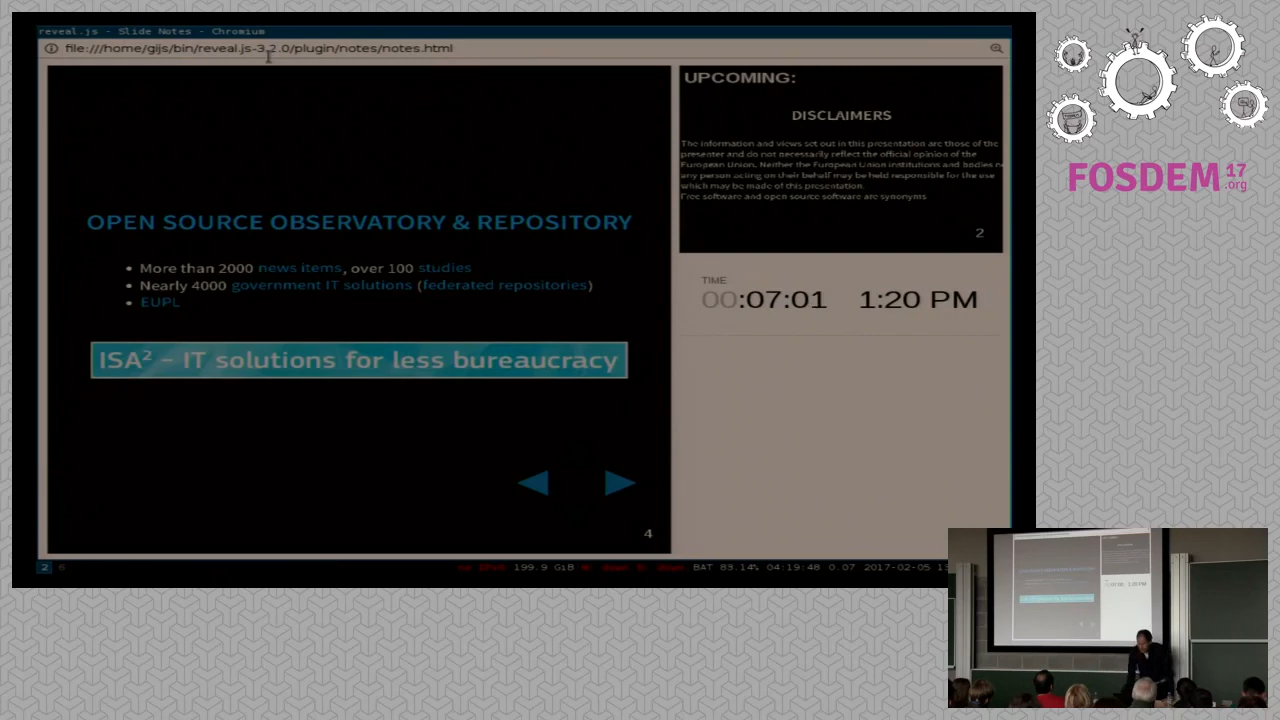 reveal.js - Slide Notes - Chromium
file:///home/gijs/bin/reveal.js-3.2.0/plugin/notes/notes.html
OPEN SOURCE OBSERVATORY & REPOSITORY
• More than 2000 news items, over 100 studies
• Nearly 4000 government IT solutions (federated repositories)
• EUPL
ISA² - IT solutions for less bureaucracy
4
UPCOMING:
DISCLAIMERS
The information and views set out in this presentation are those of the
presenter and do not necessarily reflect the official opinion of the
European Union. Neither the European Union institutions and bodies
any person acting on their behalf may be held responsible for the use
which may be made of this presentation.
Free software and open source software are synonyms
2
TIME
00:07:01 1:20 PM
2 6
199.9 GiB BAT 83.14% 04:19:48 0.07 2017-02-05
FOSDEM 17
.org